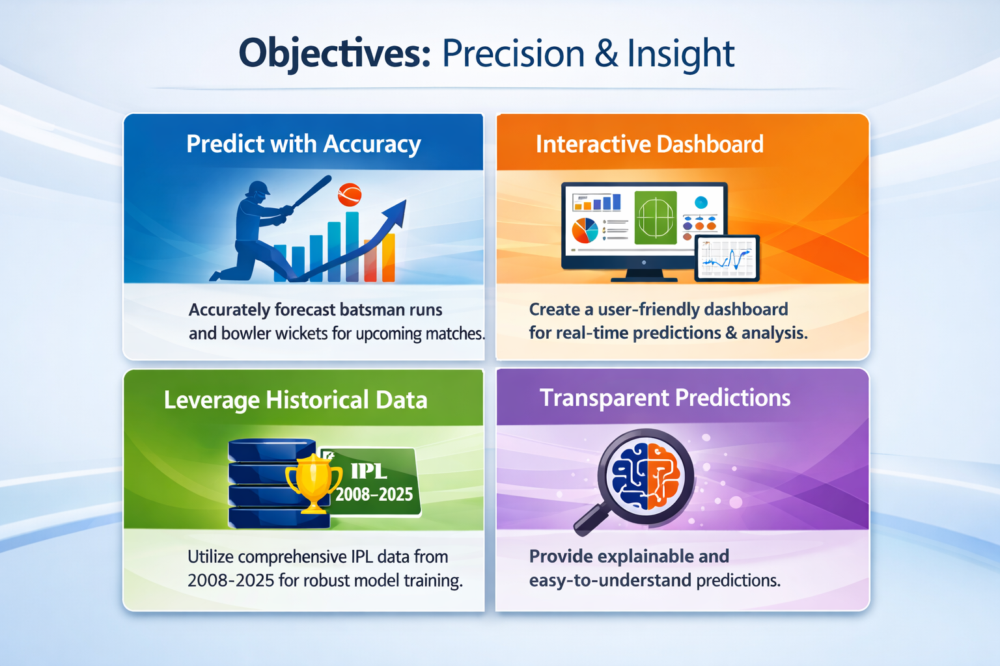 Objectives: Precision & Insight
Predict with Accuracy
Accurately forecast batsman runs
and bowler wickets for upcoming matches.
Interactive Dashboard
Create a user-friendly dashboard
for real-time predictions & analysis.
Leverage Historical Data
IPL
2008–2025
Utilize comprehensive IPL data from
2008-2025 for robust model training.
Transparent Predictions
Provide explainable and
easy-to-understand predictions.